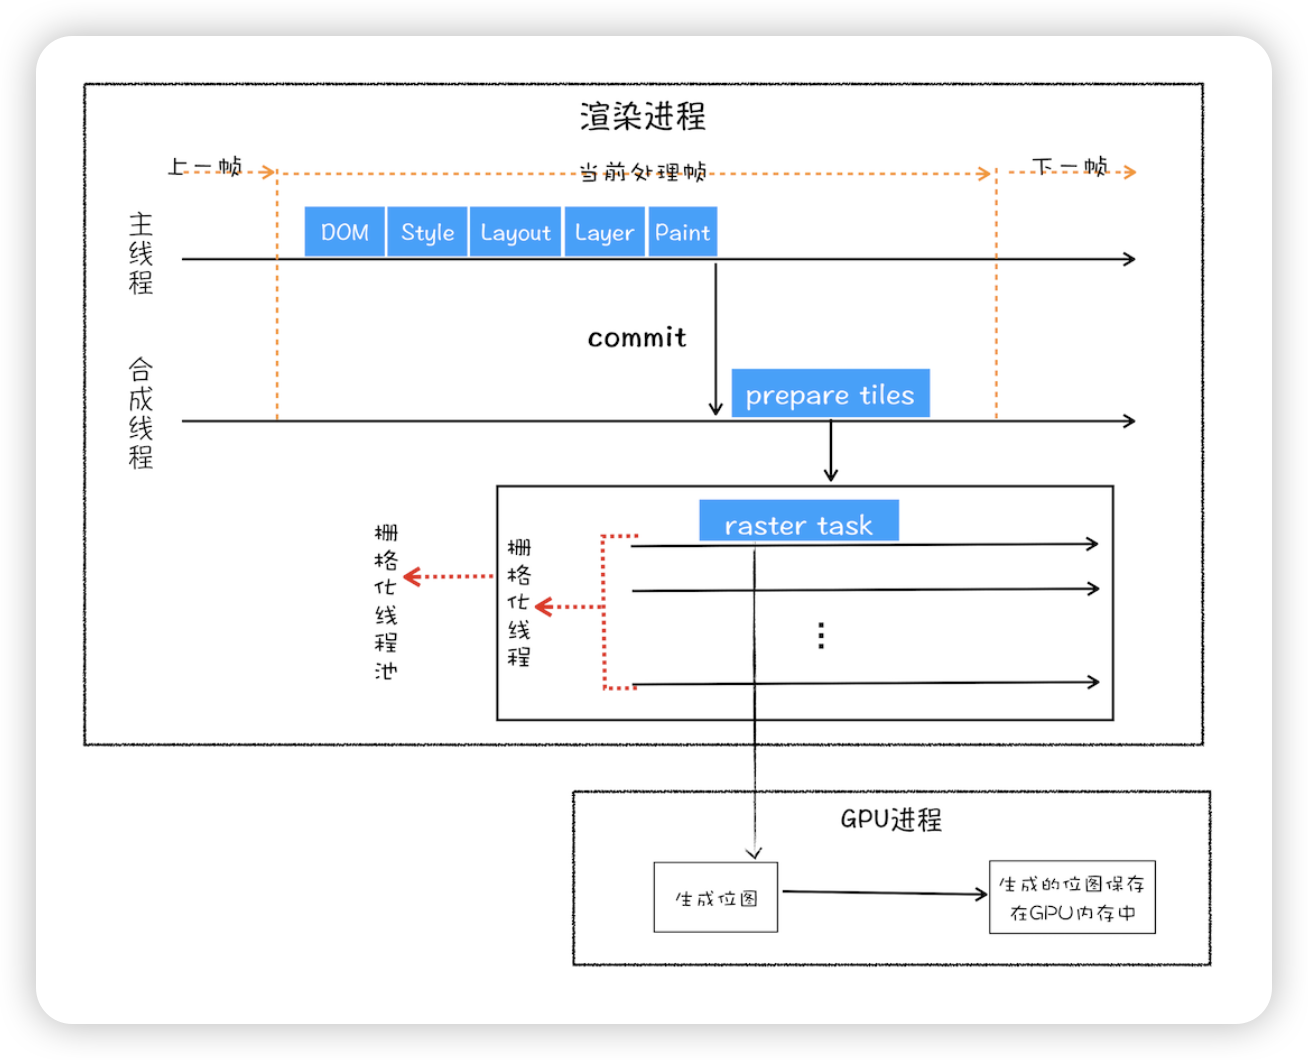 渲染进程
上一帧
当前处理帧
下一帧
主线程
DOM
Style
Layout
Layer
Paint
commit
合成线程
prepare tiles
raster task
栅格化线程池
栅格化线程
GPU进程
生成位图
生成的位图保存
在GPU内存中